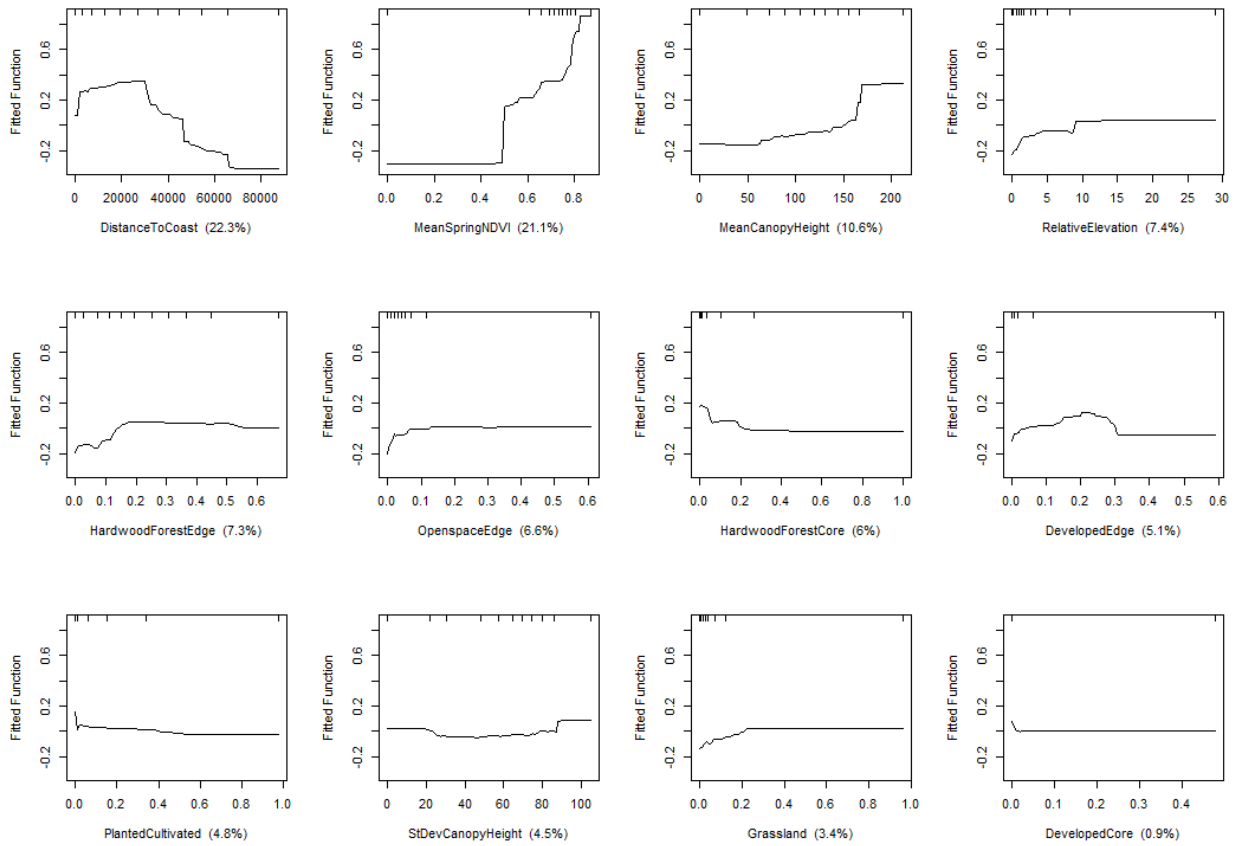 Fitted Function
0.6
0.2
-0.2
0 20000 40000 60000 80000
DistanceToCoast (22.3%)
Fitted Function
0.6
0.2
-0.2
0.0 0.2 0.4 0.6 0.8
MeanSpringNDVI (21.1%)
Fitted Function
0.6
0.2
-0.2
0 50 100 150 200
MeanCanopyHeight (10.6%)
Fitted Function
0.6
0.2
-0.2
0 5 10 15 20 25 30
RelativeElevation (7.4%)
Fitted Function
0.6
0.2
-0.2
0.0 0.1 0.2 0.3 0.4 0.5 0.6
HardwoodForestEdge (7.3%)
Fitted Function
0.6
0.2
-0.2
0.0 0.1 0.2 0.3 0.4 0.5 0.6
OpenspaceEdge (6.6%)
Fitted Function
0.6
0.2
-0.2
0.0 0.2 0.4 0.6 0.8 1.0
HardwoodForestCore (6%)
Fitted Function
0.6
0.2
-0.2
0.0 0.1 0.2 0.3 0.4 0.5 0.6
DevelopedEdge (5.1%)
Fitted Function
0.6
0.2
-0.2
0.0 0.2 0.4 0.6 0.8 1.0
PlantedCultivated (4.8%)
Fitted Function
0.6
0.2
-0.2
0 20 40 60 80 100
StDevCanopyHeight (4.5%)
Fitted Function
0.6
0.2
-0.2
0.0 0.2 0.4 0.6 0.8 1.0
Grassland (3.4%)
Fitted Function
0.6
0.2
-0.2
0.0 0.1 0.2 0.3 0.4
DevelopedCore (0.9%)